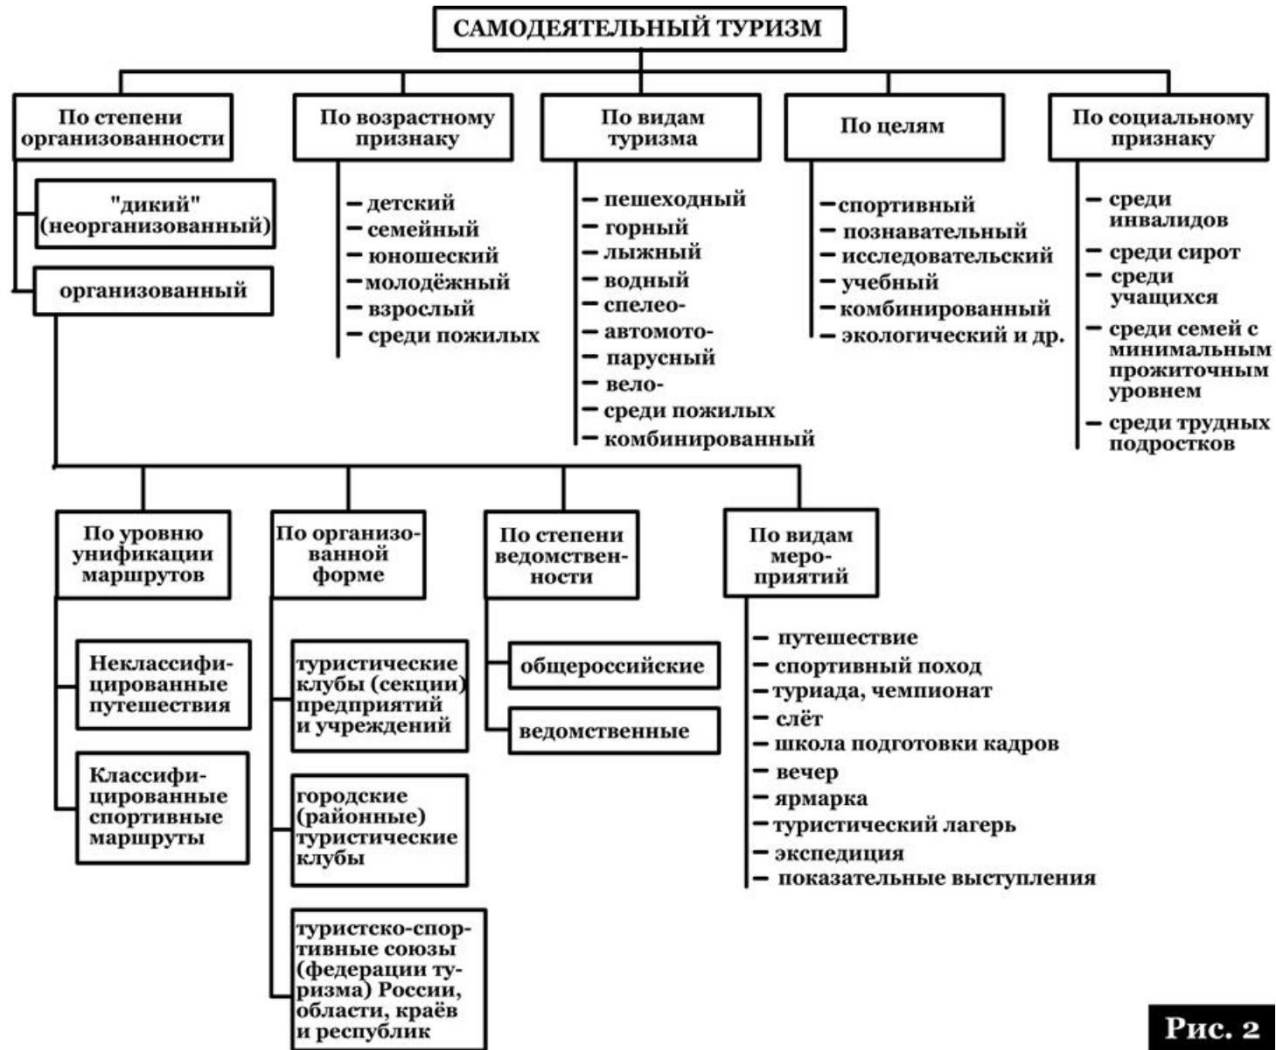 САМОДЕЯТЕЛЬНЫЙ ТУРИЗМ
По степени
организованности
"дикий"
(неорганизованный)
организованный
По возрастному
признаку
детский
семейный
юношеский
молодёжный
взрослый
среди пожилых
По видам
туризма
пешеходный
горный
лыжный
водный
спелео-
автомото-
парусный
вело-
среди пожилых
комбинированный
По целям
спортивный
познавательный
исследовательский
учебный
комбинированный
экологический и др.
По социальному
признаку
среди
инвалидов
среди сирот
среди
учащихся
среди семей с
минимальным
прожиточным
уровнем
среди трудных
подростков
По уровню
унификации
маршрутов
Неклассифи-
цированные
путешествия
Классифи-
цированные
спортивные
маршруты
По организо-
ванной
форме
туристические
клубы (секции)
предприятий
и учреждений
городские
(районные)
туристические
клубы
туристско-спор-
тивные союзы
(федерации ту-
ризма) России,
области, краёв
и республик
По степени
ведомствен-
ности
общероссийские
ведомственные
По видам
меро-
приятий
путешествие
спортивный поход
туриада, чемпионат
слёт
школа подготовки кадров
вечер
ярмарка
туристический лагерь
экспедиция
показательные выступления
Рис. 2